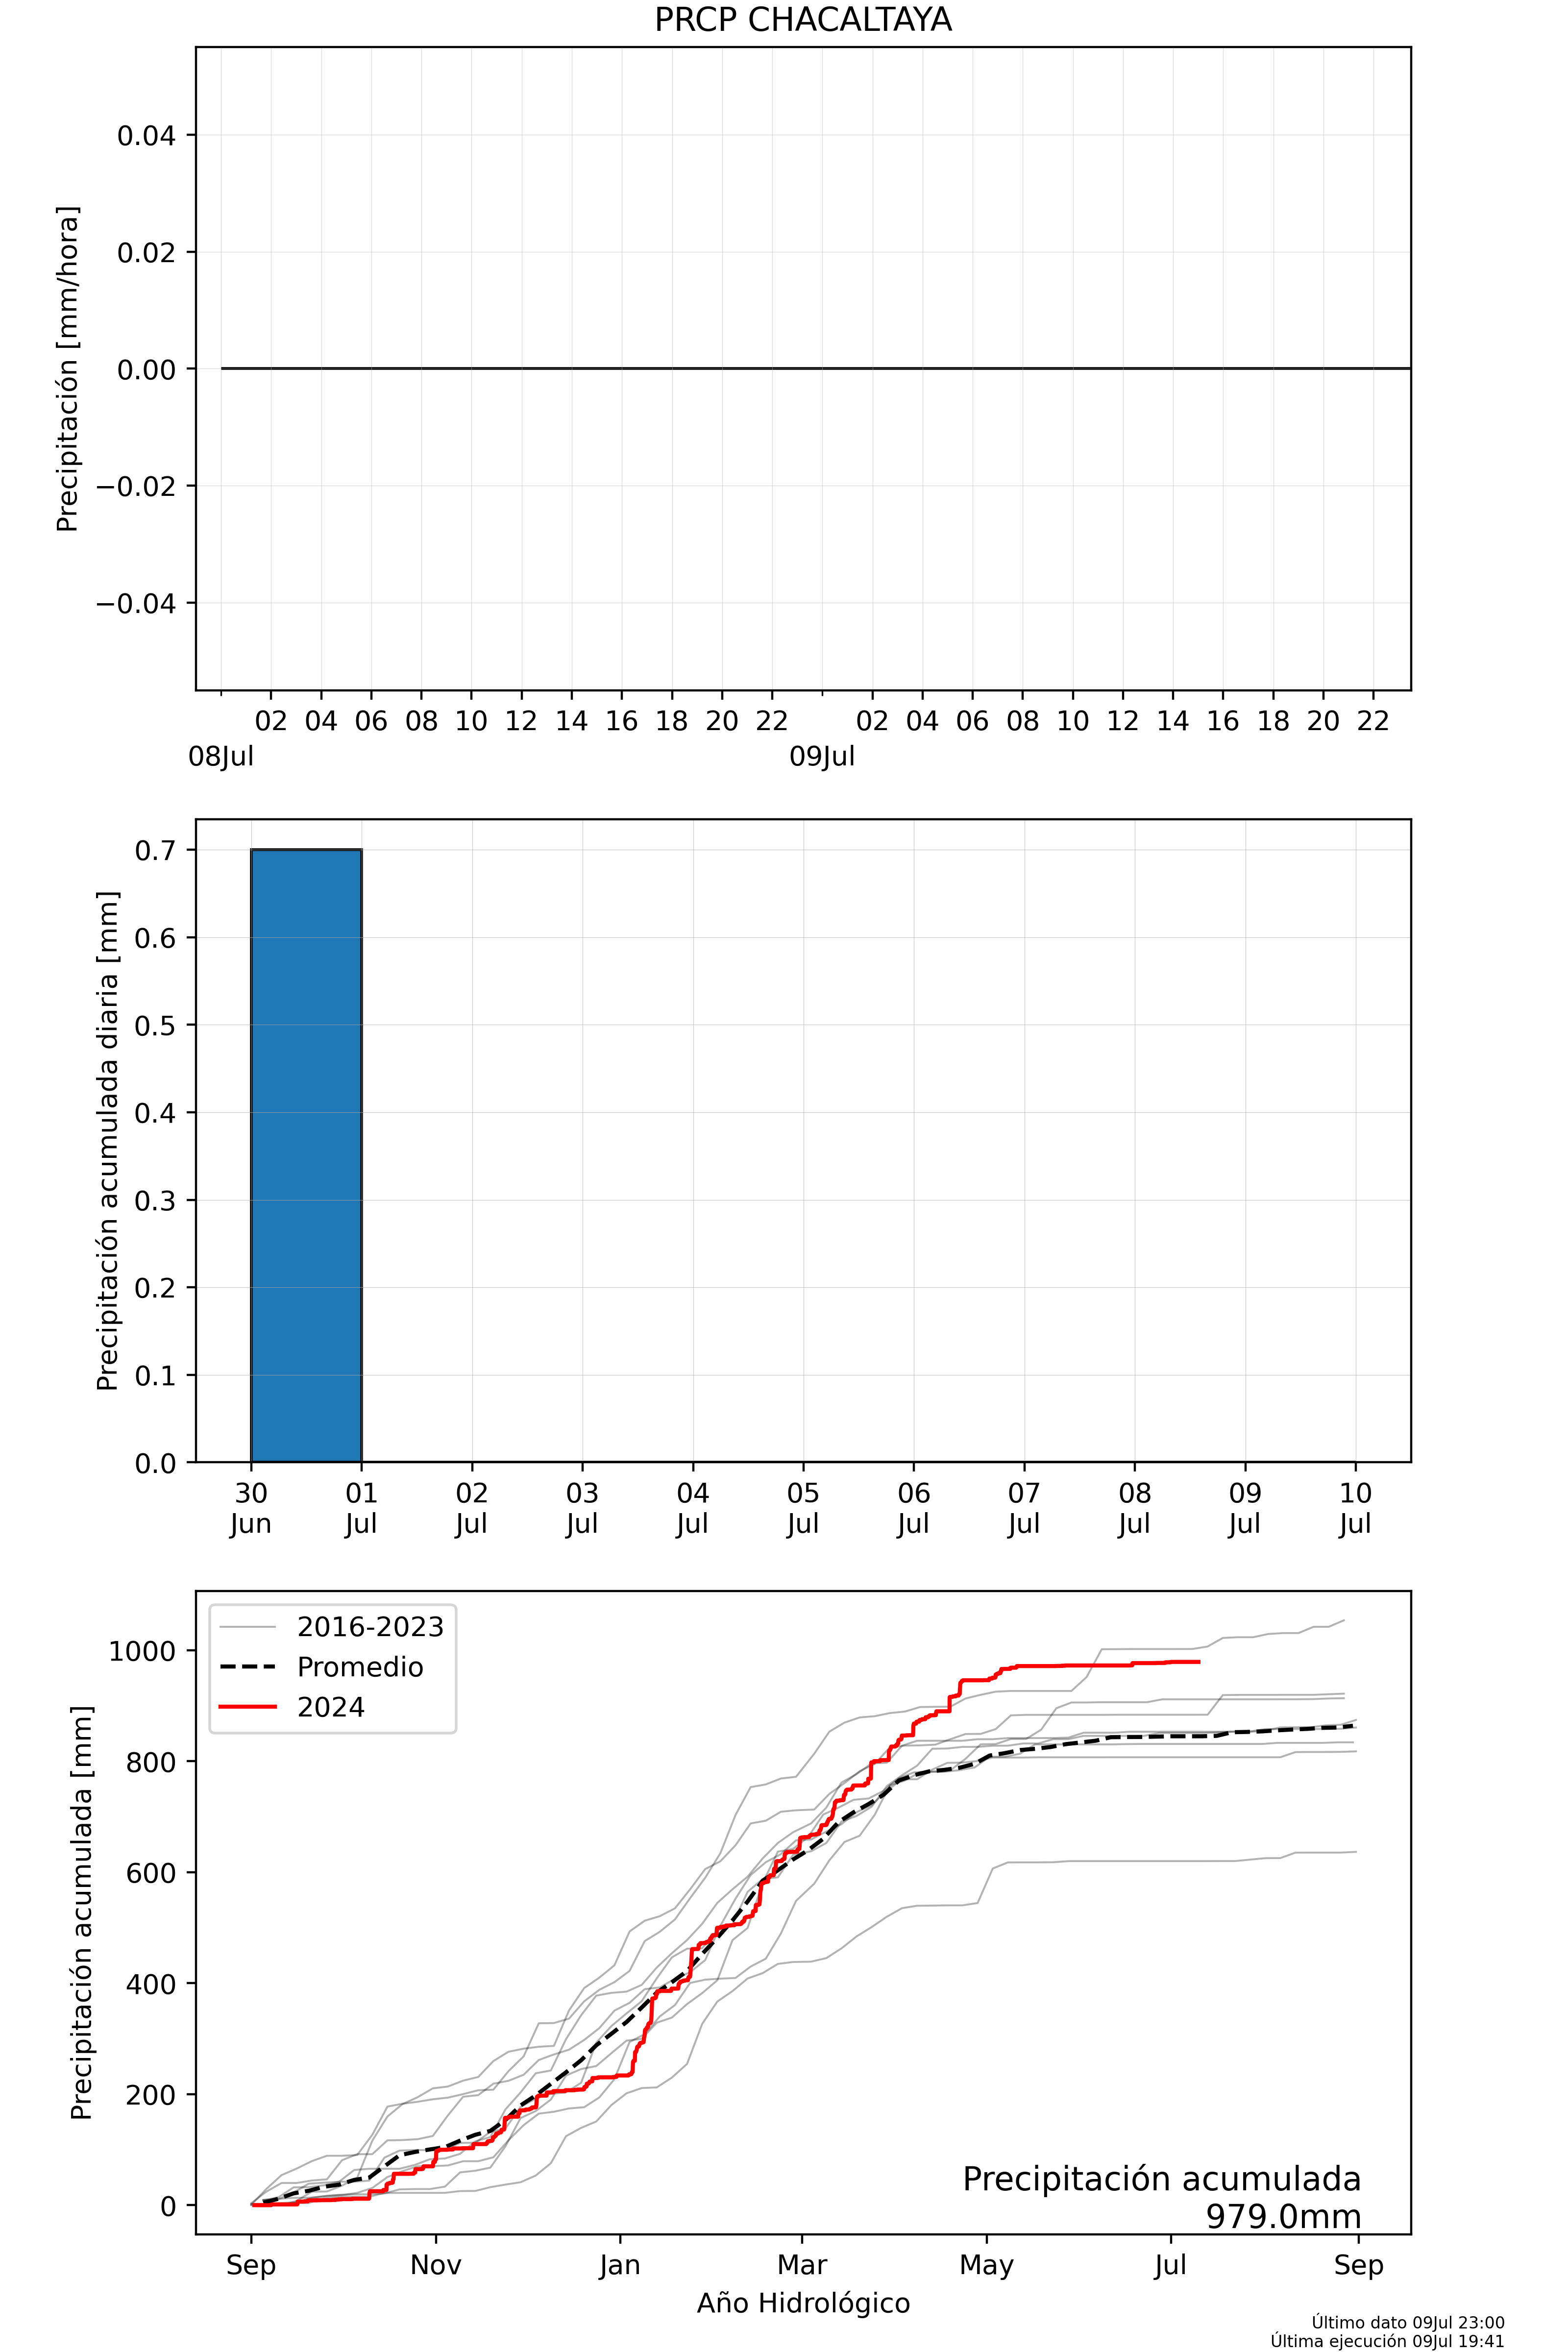 PRCP CHACALTAYA
Precipitación [mm/hora]
0.04
0.02
0.00
−0.02
−0.04
02 04 06 08 10 12 14 16 18 20 22 02 04 06 08 10 12 14 16 18 20 22
08Jul 09Jul
Precipitación acumulada diaria [mm]
0.7
0.6
0.5
0.4
0.3
0.2
0.1
0.0
30 01 02 03 04 05 06 07 08 09 10
Jun Jul Jul Jul Jul Jul Jul Jul Jul Jul Jul
Precipitación acumulada [mm]
1000
800
600
400
200
0
2016-2023
Promedio
2024
Precipitación acumulada
979.0mm
Sep Nov Jan Mar May Jul Sep
Año Hidrológico
Último dato 09Jul 23:00
Última ejecución 09Jul 19:41